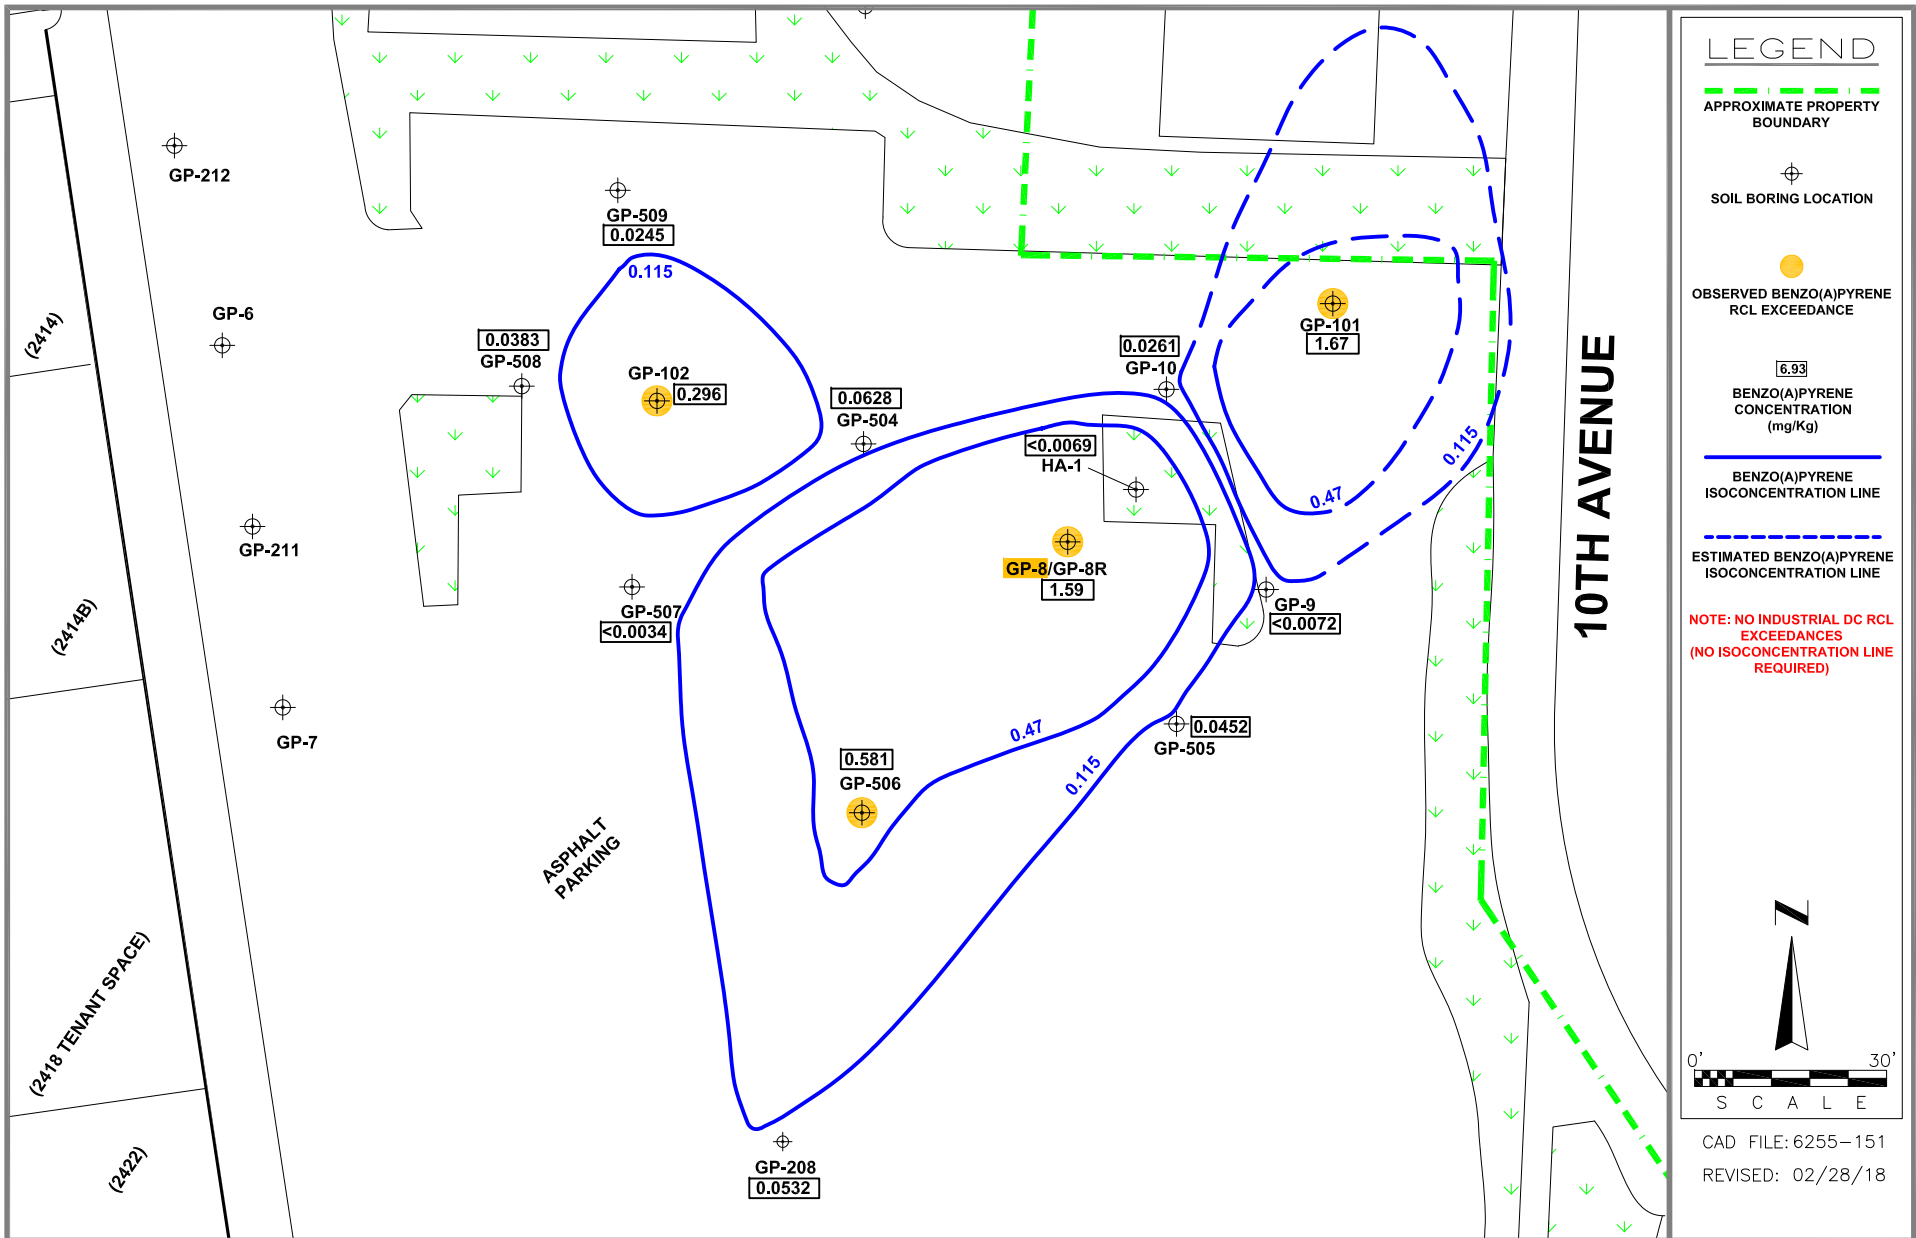 GP-212
GP-509
0.0245
0.115
GP-6
(2414)
0.0383
GP-508
GP-102
0.296
0.0628
GP-504
0.0261
GP-10
GP-101
1.67
<0.0069
HA-1
0.47
0.115
10TH AVENUE
GP-211
GP-8/GP-8R
1.59
GP-507
<0.0034
GP-9
<0.0072
(2414B)
GP-7
0.47
0.115
0.0452
GP-505
0.581
GP-506
ASPHALT
PARKING
(2418 TENANT SPACE)
(2422)
GP-208
0.0532
LEGEND
APPROXIMATE PROPERTY
BOUNDARY
SOIL BORING LOCATION
OBSERVED BENZO(A)PYRENE
RCL EXCEEDANCE
6.93
BENZO(A)PYRENE
CONCENTRATION
(mg/Kg)
BENZO(A)PYRENE
ISOCONCENTRATION LINE
ESTIMATED BENZO(A)PYRENE
ISOCONCENTRATION LINE
NOTE: NO INDUSTRIAL DC RCL
EXCEEDANCES
(NO ISOCONCENTRATION LINE
REQUIRED)
N
0' 30'
S C A L E
CAD FILE: 6255-151
REVISED: 02/28/18